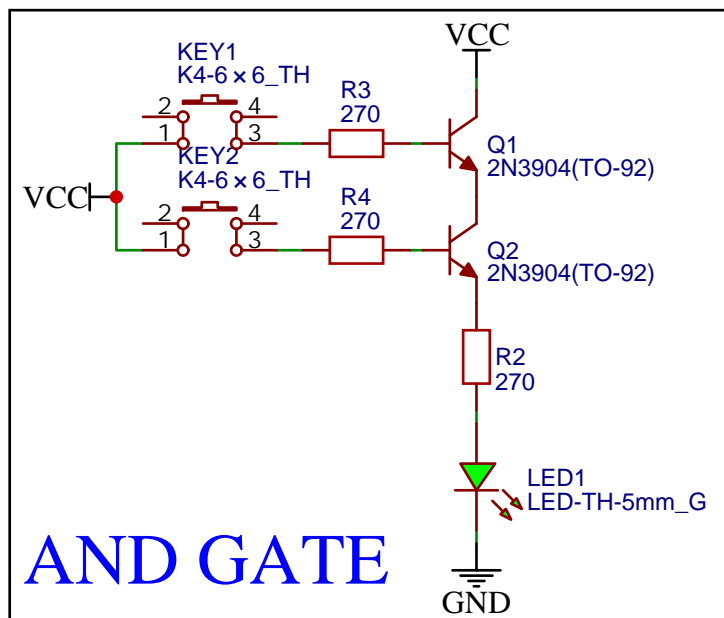 VCC
KEY1
K4-6×6_TH
2 4
1 3
R3
270
Q1
2N3904(TO-92)
KEY2
K4-6×6_TH
VCC
2 4
1 3
R4
270
Q2
2N3904(TO-92)
R2
270
LED1
LED-TH-5mm_G
AND GATE
GND